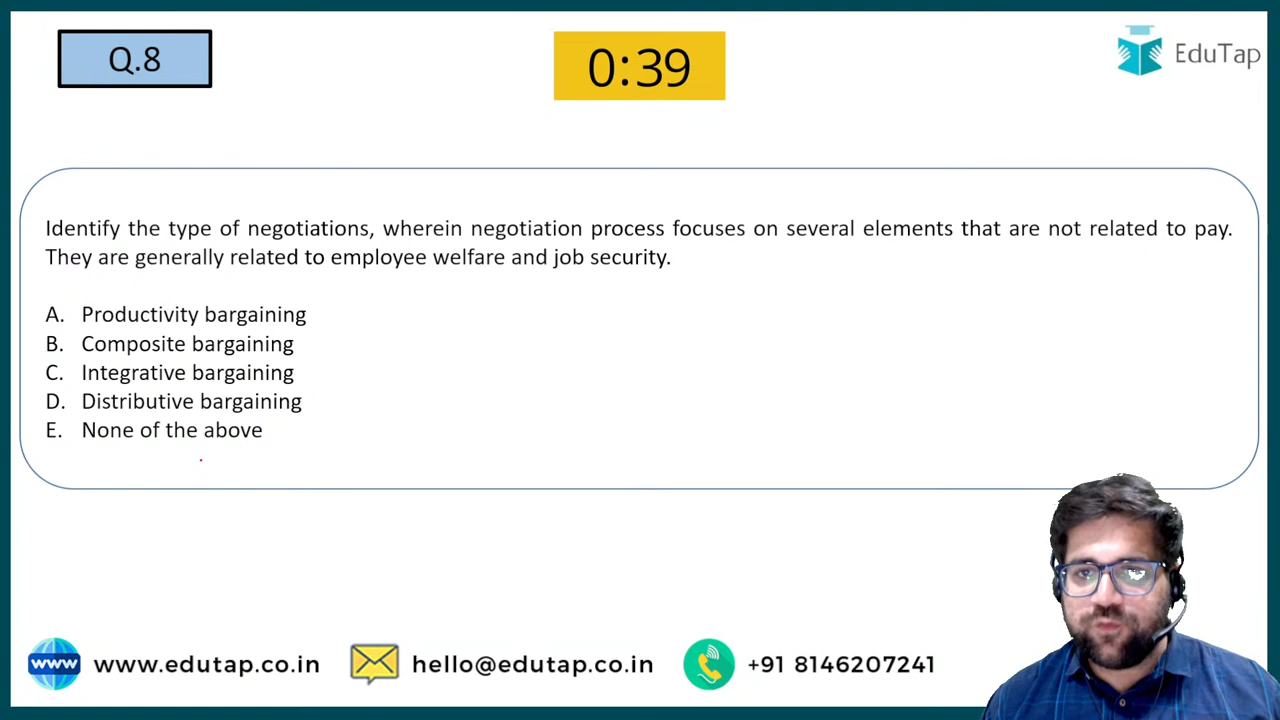 Q.8
0:39
EduTap
Identify the type of negotiations, wherein negotiation process focuses on several elements that are not related to pay.
They are generally related to employee welfare and job security.
A. Productivity bargaining
B. Composite bargaining
C. Integrative bargaining
D. Distributive bargaining
E. None of the above
www www.edutap.co.in hello@edutap.co.in +91 8146207241